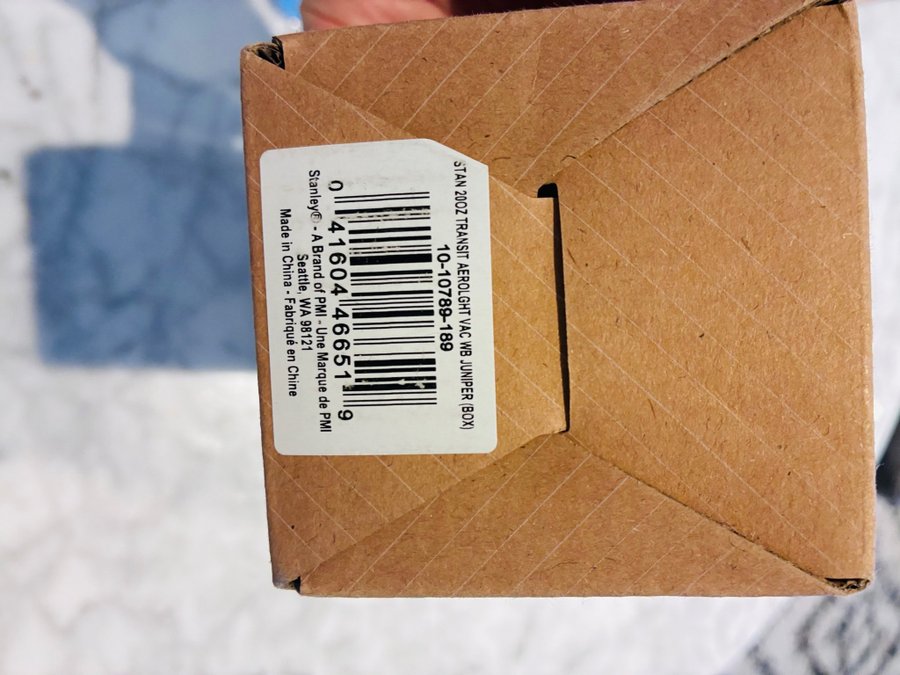 STAN 20OZ TRANSIT AEROLGHT VAC WB JUNIPER (BOX)
10-10789-189
0 41604 46651 9
Stanley® - A Brand of PMI - Une Marque de PMI
Seattle, WA 98121
Made in China - Fabriqué en Chine